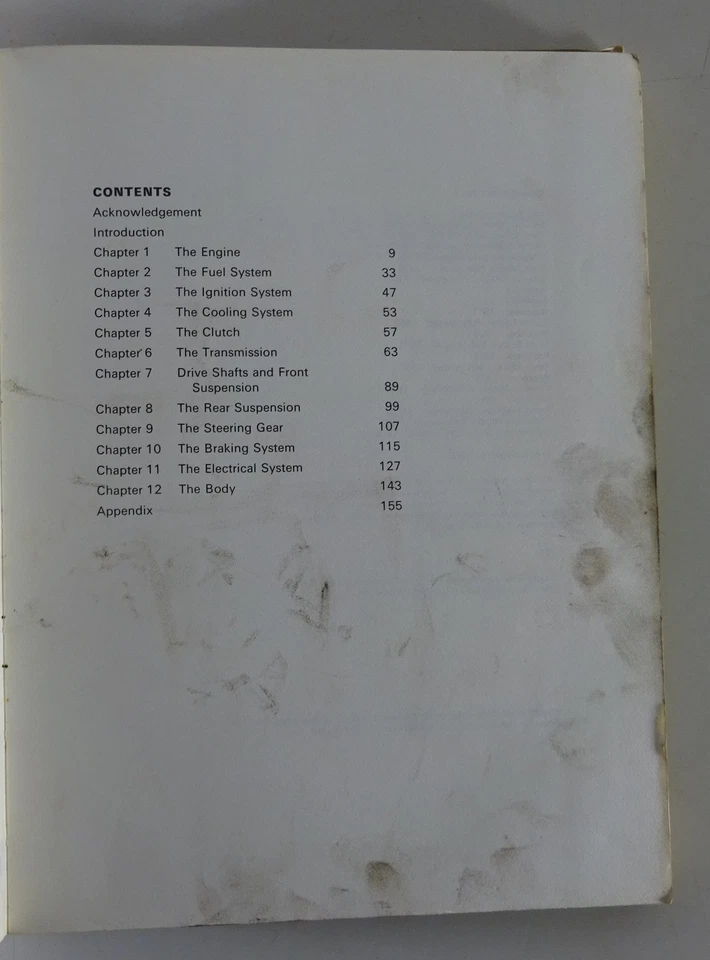 CONTENTS
Acknowledgement
Introduction
Chapter 1 The Engine 9
Chapter 2 The Fuel System 33
Chapter 3 The Ignition System 47
Chapter 4 The Cooling System 53
Chapter 5 The Clutch 57
Chapter 6 The Transmission 63
Chapter 7 Drive Shafts and Front
Suspension 89
Chapter 8 The Rear Suspension 99
Chapter 9 The Steering Gear 107
Chapter 10 The Braking System 115
Chapter 11 The Electrical System 127
Chapter 12 The Body 143
Appendix 155